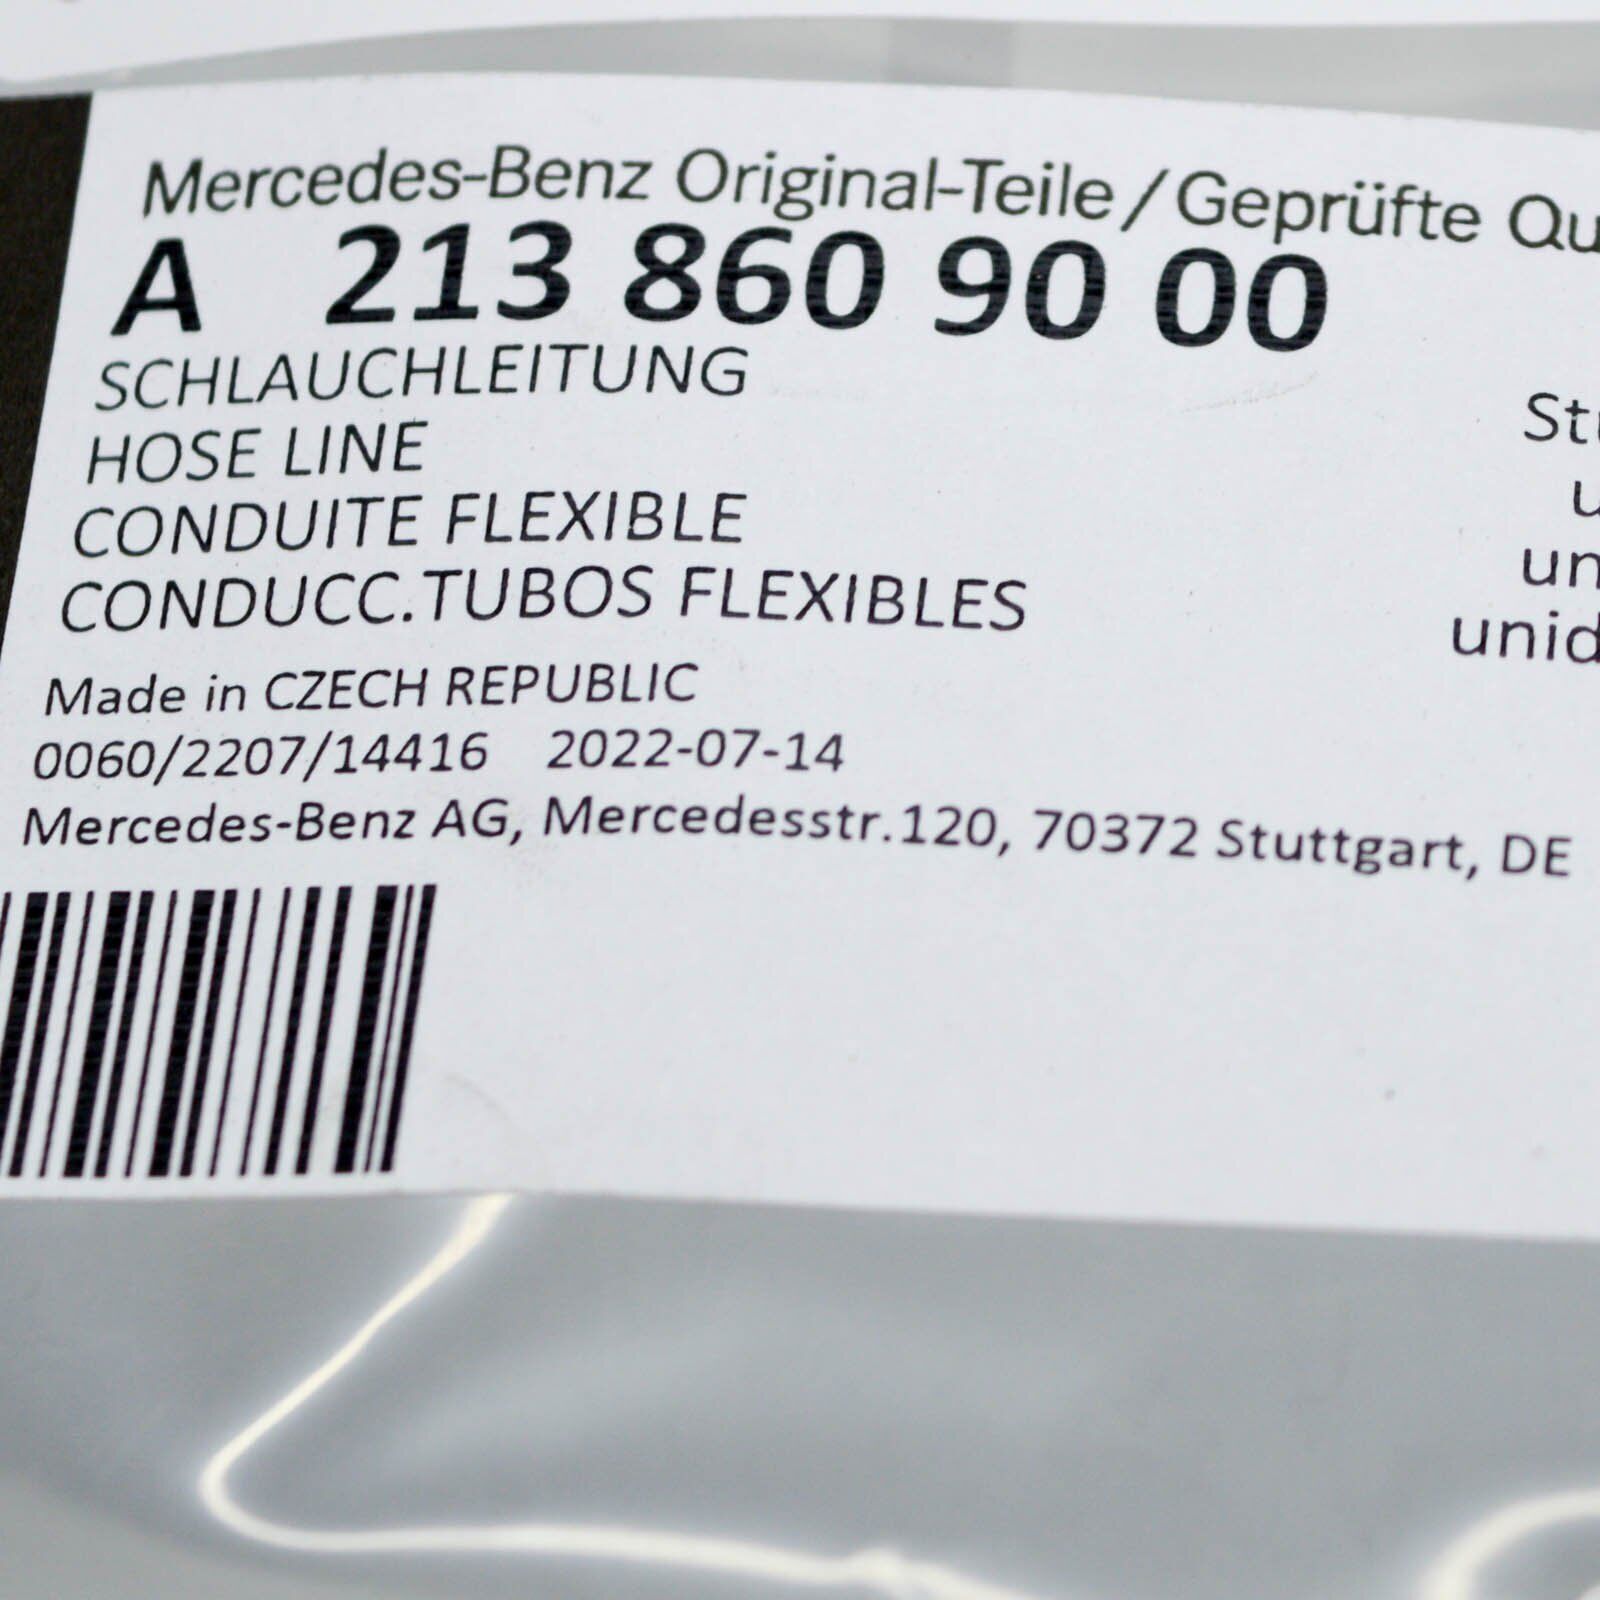 Mercedes-Benz Original-Teile/Geprüfte
A 213 860 90 00
SCHLAUCHLEITUNG
HOSE LINE
CONDUITE FLEXIBLE
CONDUCC.TUBOS FLEXIBLES
Made in CZECH REPUBLIC
0060/2207/14416 2022-07-14
Mercedes-Benz AG, Mercedesstr.120, 70372 Stuttgart, DE